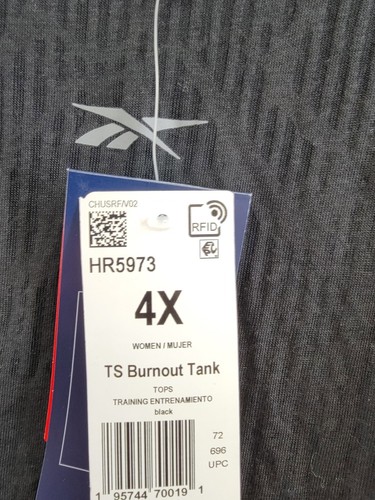 CHUSRF/V02
RFID
HR5973
4X
WOMEN / MUJER
TS Burnout Tank
TOPS
TRAINING ENTRENAMIENTO
black
72
696
UPC
1 95744 70019 1